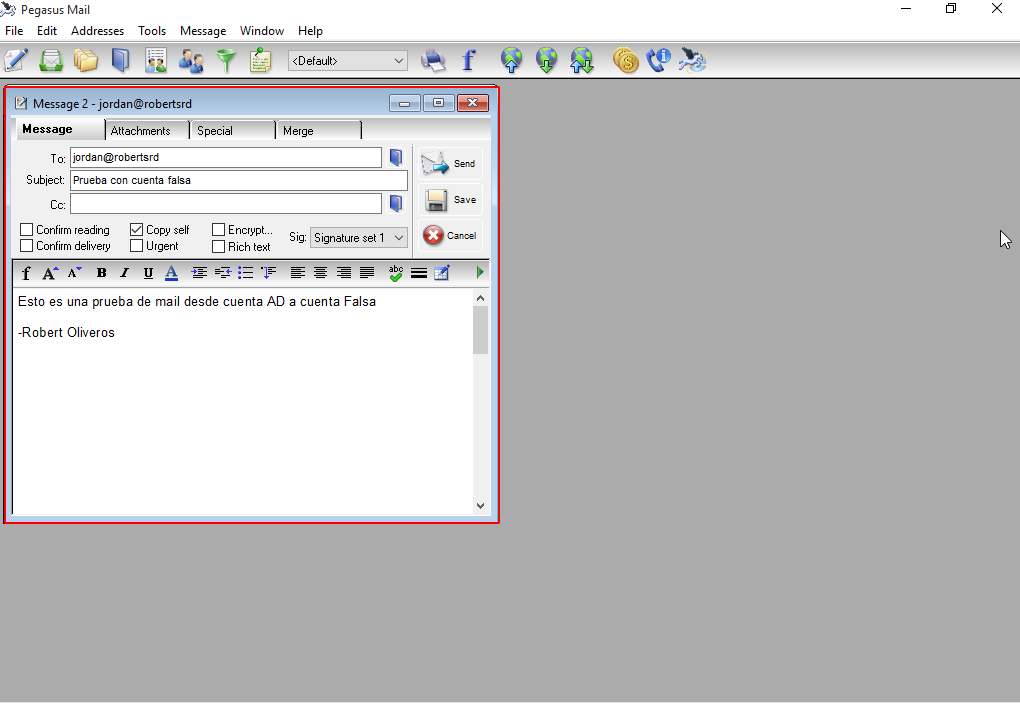 Pegasus Mail
File Edit Addresses Tools Message Window Help
<Default>
Message 2 - jordan@robertsrd
Message Attachments Special Merge
To: jordan@robertsrd
Send
Subject: Prueba con cuenta falsa
Save
Cc:
Confirm reading Copy self Encrypt... Sig: Signature set 1 Cancel
Confirm delivery Urgent Rich text
f A A B I U A abc
Esto es una prueba de mail desde cuenta AD a cuenta Falsa
-Robert Oliveros